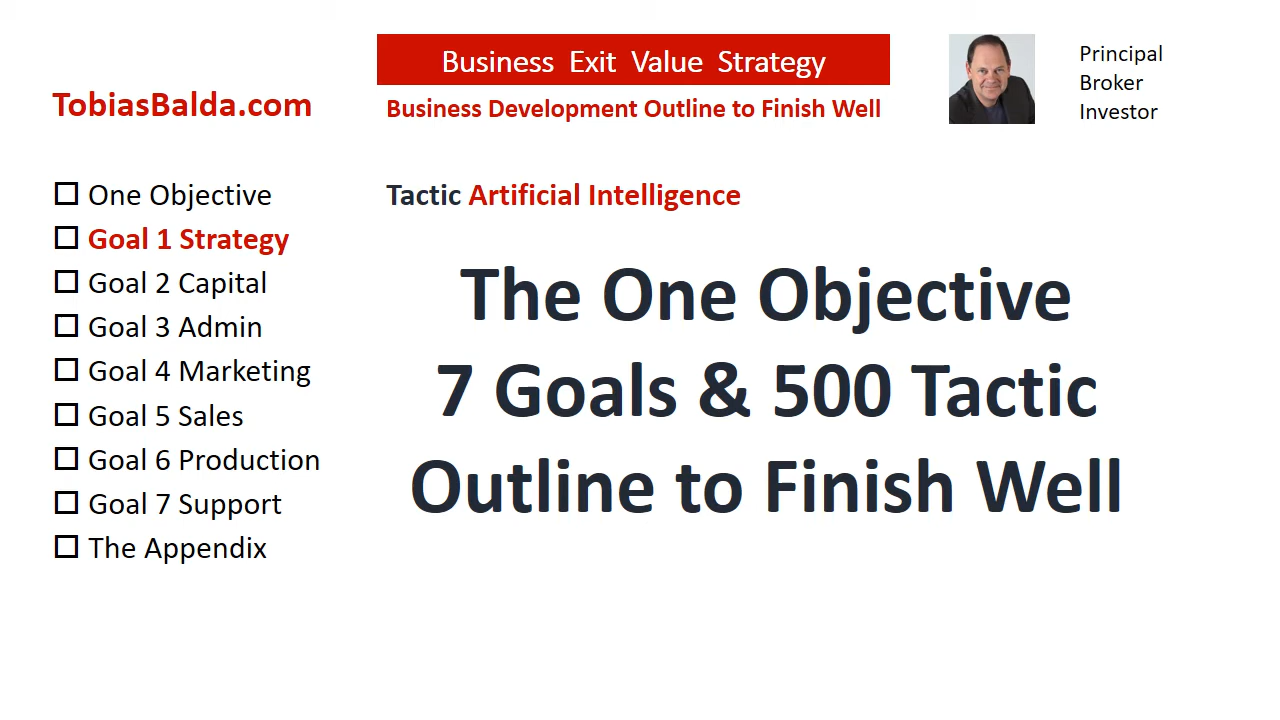 TobiasBalda.com
Business Exit Value Strategy
Business Development Outline to Finish Well
Principal
Broker
Investor
One Objective
Goal 1 Strategy
Goal 2 Capital
Goal 3 Admin
Goal 4 Marketing
Goal 5 Sales
Goal 6 Production
Goal 7 Support
The Appendix
Tactic Artificial Intelligence
The One Objective
7 Goals & 500 Tactic
Outline to Finish Well